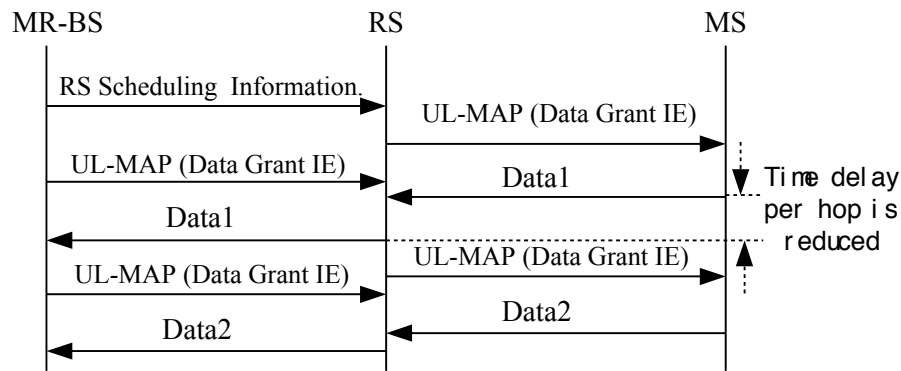 MR-BS RS MS
RS Scheduling Information.
UL-MAP (Data Grant IE)
UL-MAP (Data Grant IE)
Data1
Time delay
per hop is
reduced
Data1
UL-MAP (Data Grant IE)
UL-MAP (Data Grant IE)
Data2
Data2